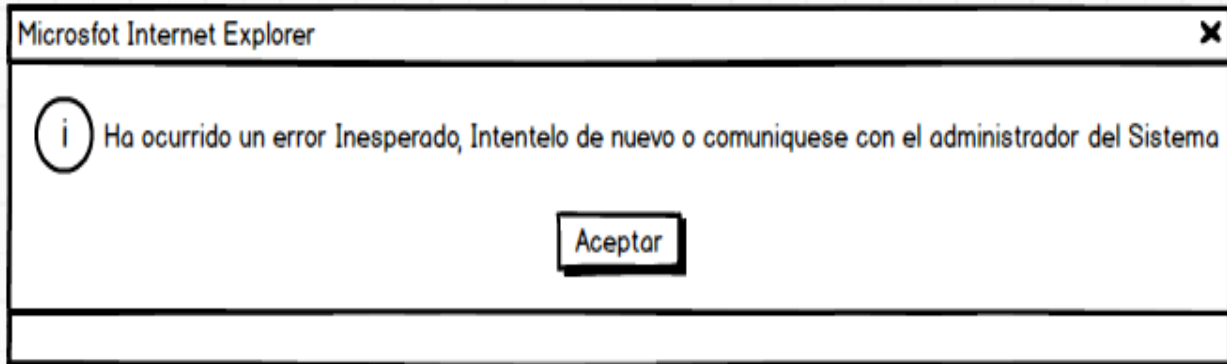 Microsfot Internet Explorer
i Ha ocurrido un error Inesperado, Intentelo de nuevo o comuniquese con el administrador del Sistema
Aceptar